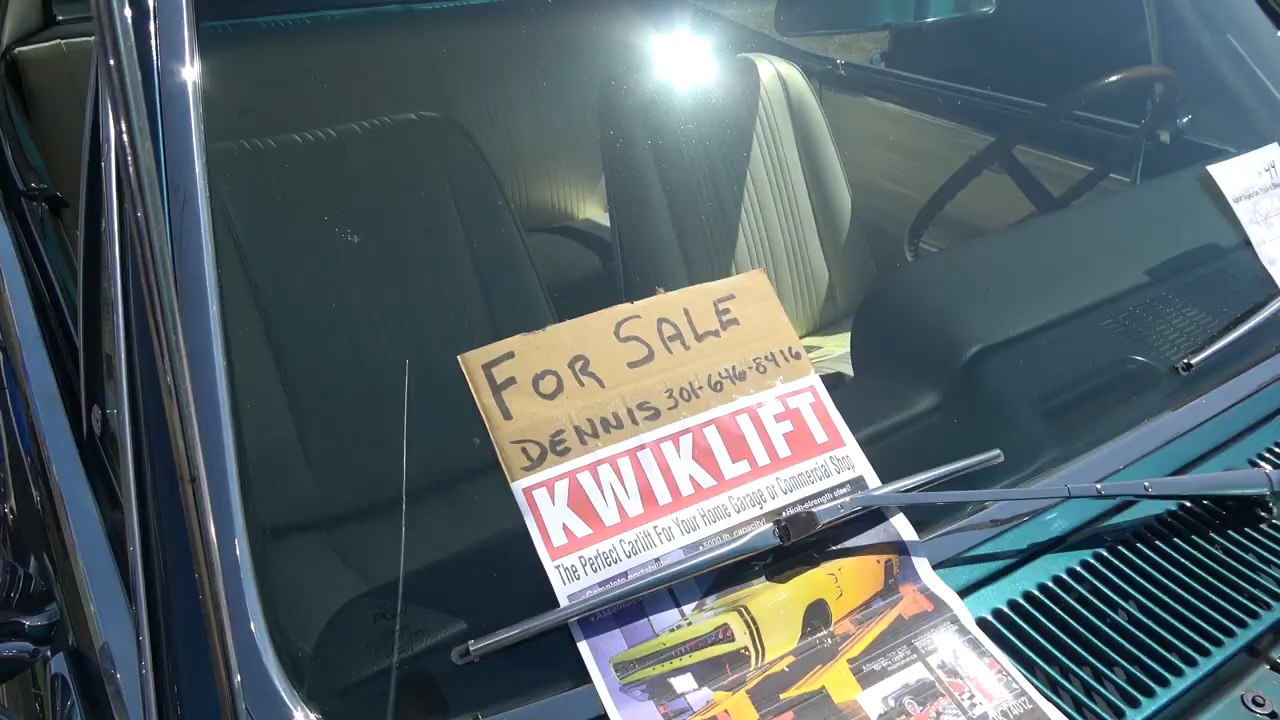 FOR SALE
DENNIS 301-646-8416
KWIKLIFT
The Perfect Carlift For Your Home Garage or Commercial Shop
•High-strength steel!
•5000 lb. capacity!
44